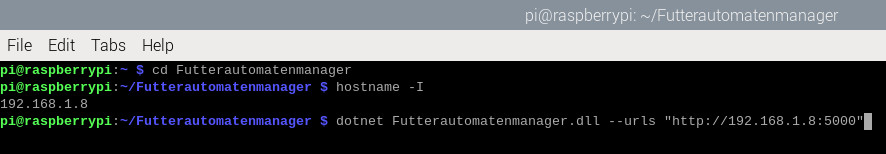 pi@raspberrypi: ~/Futterautomatenmanager
File Edit Tabs Help
pi@raspberrypi:~ $ cd Futterautomatenmanager
pi@raspberrypi:~/Futterautomatenmanager $ hostname -I
192.168.1.8
pi@raspberrypi:~/Futterautomatenmanager $ dotnet Futterautomatenmanager.dll --urls "http://192.168.1.8:5000"